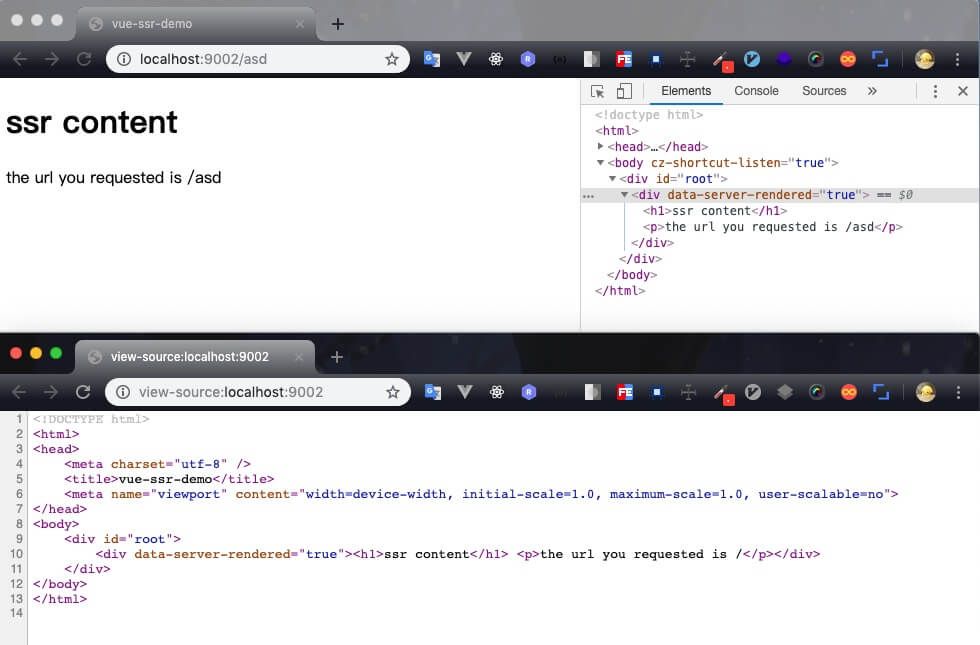 vue-ssr-demo
localhost:9002/asd
ssr content
the url you requested is /asd
Elements Console Sources »
<!doctype html>
<html>
<head>…</head>
<body cz-shortcut-listen="true">
<div id="root">
… <div data-server-rendered="true"> == $0
<h1>ssr content</h1>
<p>the url you requested is /asd</p>
</div>
</div>
</body>
</html>
view-source:localhost:9002
view-source:localhost:9002
1 <!DOCTYPE html>
2 <html>
3 <head>
4 <meta charset="utf-8" />
5 <title>vue-ssr-demo</title>
6 <meta name="viewport" content="width=device-width, initial-scale=1.0, maximum-scale=1.0, user-scalable=no">
7 </head>
8 <body>
9 <div id="root">
10 <div data-server-rendered="true"><h1>ssr content</h1> <p>the url you requested is /</p></div>
11 </div>
12 </body>
13 </html>
14